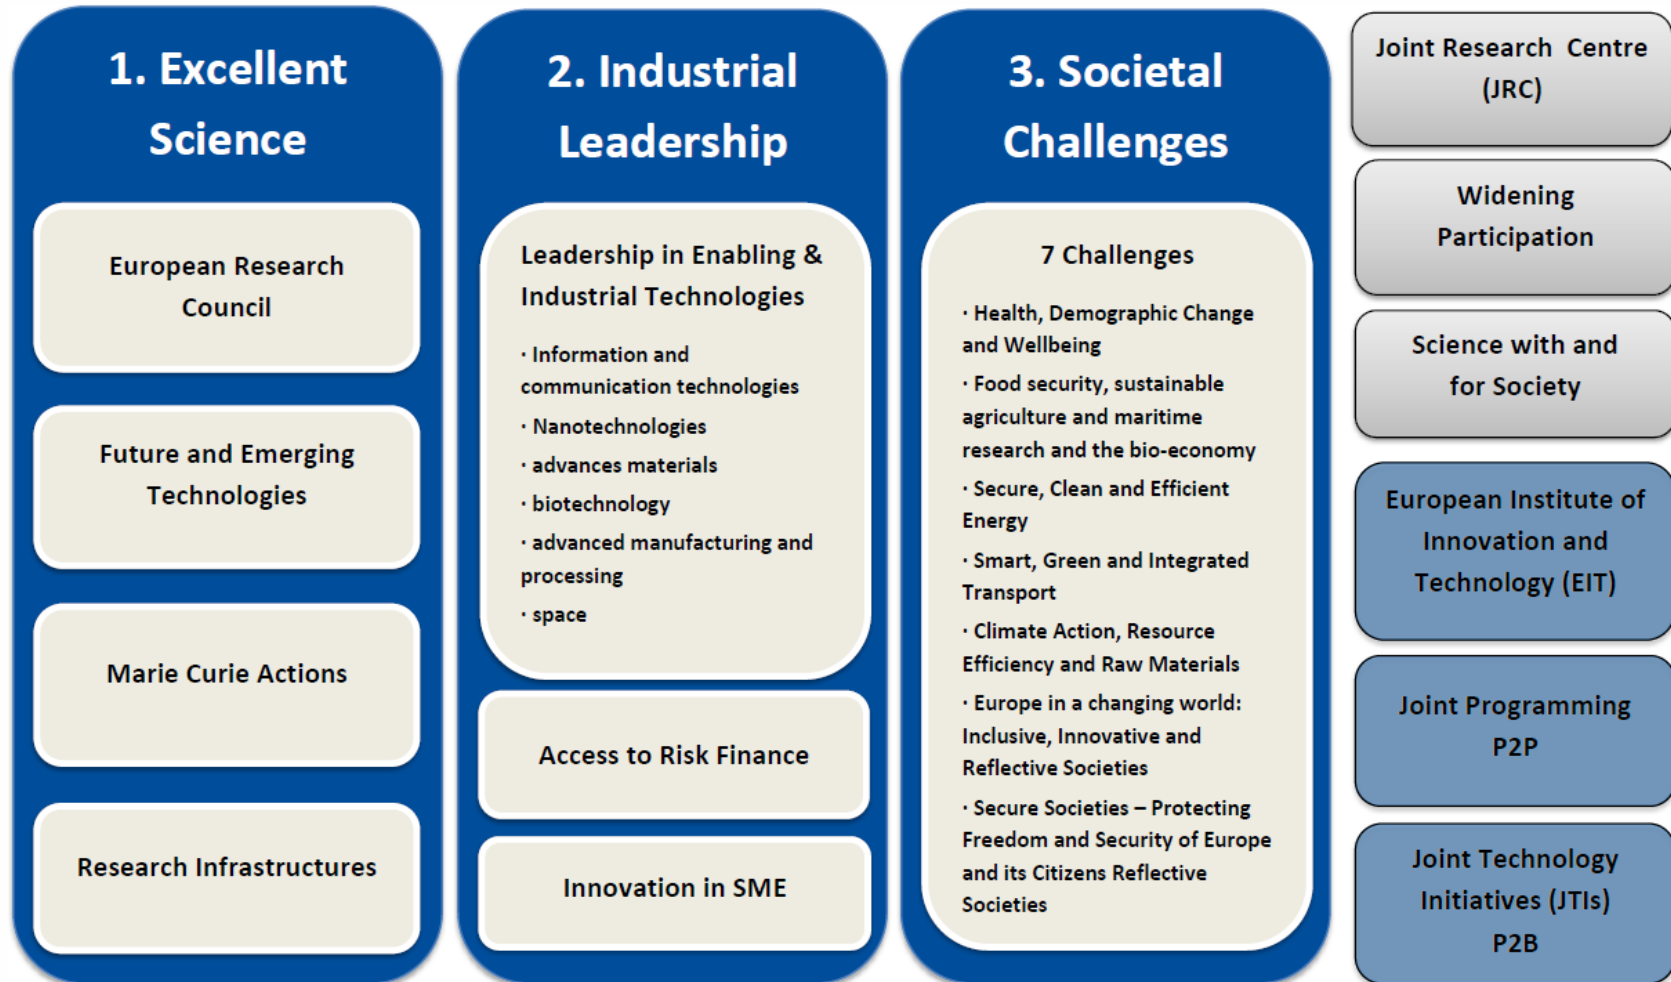 1. Excellent
Science
European Research
Council
Future and Emerging
Technologies
Marie Curie Actions
Research Infrastructures
2. Industrial
Leadership
Leadership in Enabling &
Industrial Technologies
· Information and
communication technologies
· Nanotechnologies
· advances materials
· biotechnology
· advanced manufacturing and
processing
· space
Access to Risk Finance
Innovation in SME
3. Societal
Challenges
7 Challenges
· Health, Demographic Change
and Wellbeing
· Food security, sustainable
agriculture and maritime
research and the bio-economy
· Secure, Clean and Efficient
Energy
· Smart, Green and Integrated
Transport
· Climate Action, Resource
Efficiency and Raw Materials
· Europe in a changing world:
Inclusive, Innovative and
Reflective Societies
· Secure Societies – Protecting
Freedom and Security of Europe
and its Citizens Reflective
Societies
Joint Research Centre
(JRC)
Widening
Participation
Science with and
for Society
European Institute of
Innovation and
Technology (EIT)
Joint Programming
P2P
Joint Technology
Initiatives (JTIs)
P2B